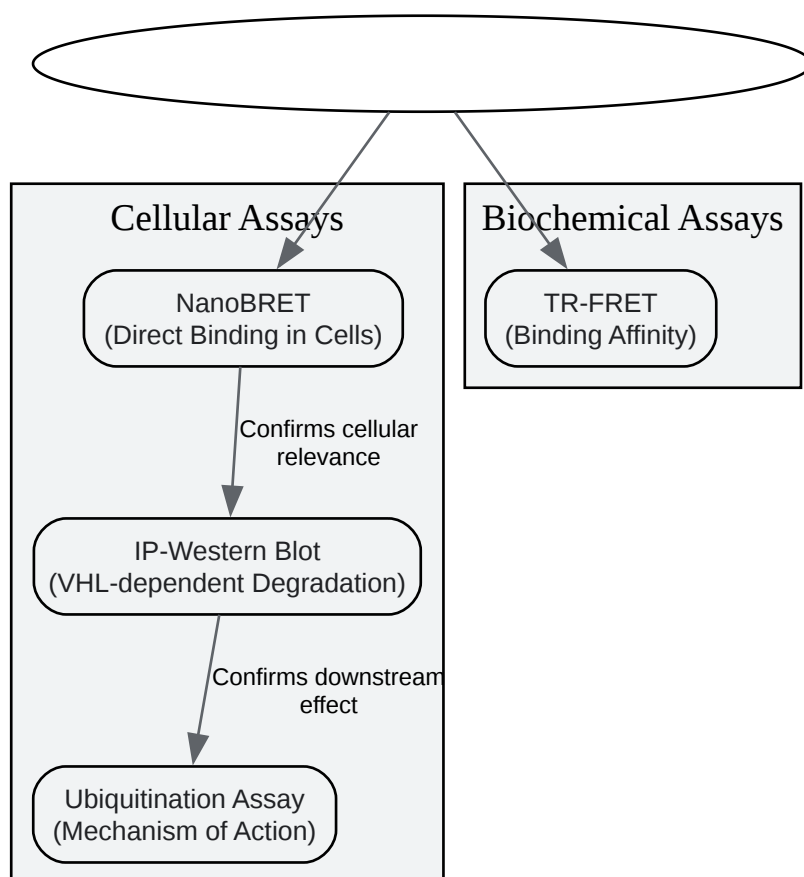 Cellular Assays
Biochemical Assays
NanoBRET
(Direct Binding in Cells)
TR-FRET
(Binding Affinity)
Confirms cellular
relevance
IP-Western Blot
(VHL-dependent Degradation)
Confirms downstream
effect
Ubiquitination Assay
(Mechanism of Action)